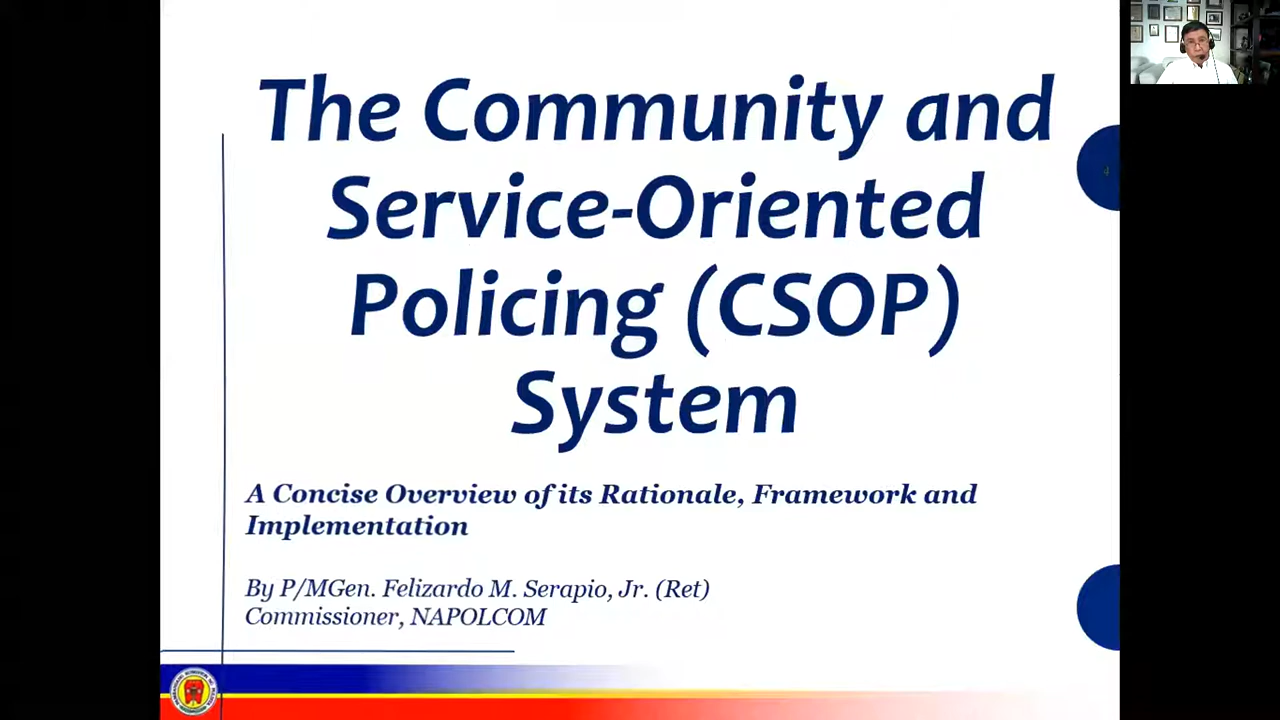 The Community and
Service-Oriented
Policing (CSOP)
System
4
A Concise Overview of its Rationale, Framework and
Implementation
By P/MGen. Felizardo M. Serapio, Jr. (Ret)
Commissioner, NAPOLCOM